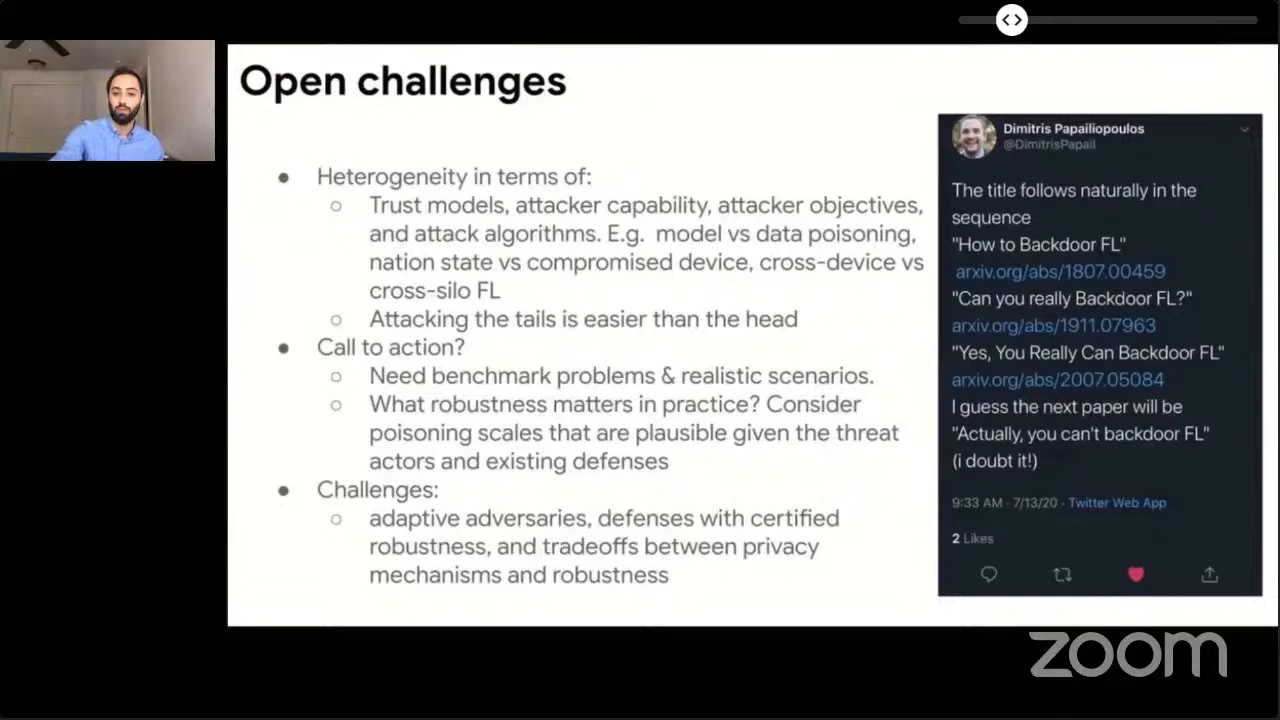 Open challenges
Heterogeneity in terms of:
Trust models, attacker capability, attacker objectives,
and attack algorithms. E.g. model vs data poisoning,
nation state vs compromised device, cross-device vs
cross-silo FL
Attacking the tails is easier than the head
Call to action?
Need benchmark problems & realistic scenarios.
What robustness matters in practice? Consider
poisoning scales that are plausible given the threat
actors and existing defenses
Challenges:
adaptive adversaries, defenses with certified
robustness, and tradeoffs between privacy
mechanisms and robustness
Dimitris Papailiopoulos
@DimitrisPapail
The title follows naturally in the
sequence
"How to Backdoor FL"
arxiv.org/abs/1807.00459
"Can you really Backdoor FL?"
arxiv.org/abs/1911.07963
"Yes, You Really Can Backdoor FL"
arxiv.org/abs/2007.05084
I guess the next paper will be
"Actually, you can't backdoor FL"
(i doubt it!)
9:33 AM · 7/13/20 · Twitter Web App
2 Likes
zoom